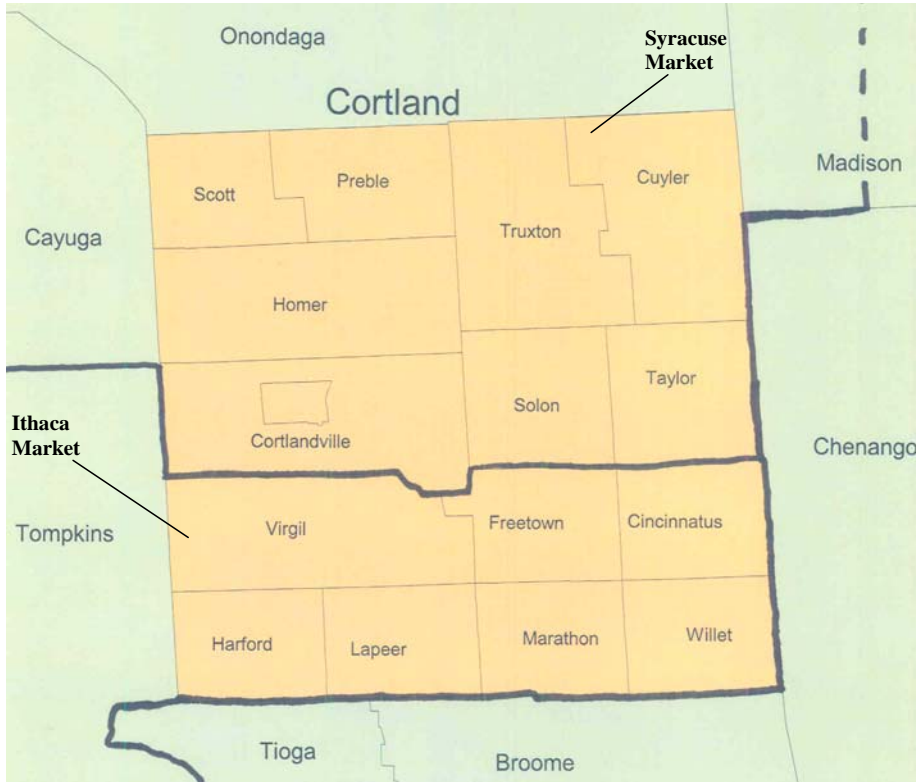 Onondaga
Syracuse
Market
Cortland
Madison
Scott
Preble
Cuyler
Cayuga
Truxton
Homer
Taylor
Solon
Ithaca
Market
Cortlandville
Chenango
Tompkins
Virgil
Freetown
Cincinnatus
Harford
Lapeer
Marathon
Willet
Tioga
Broome